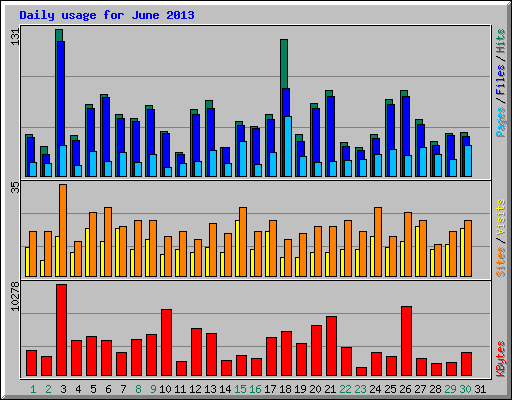 Daily usage for June 2013
131
Pages / Files / Hits
35
Sites / Visits
10278
KBytes
1 2 3 4 5 6 7 8 9 10 11 12 13 14 15 16 17 18 19 20 21 22 23 24 25 26 27 28 29 30 31